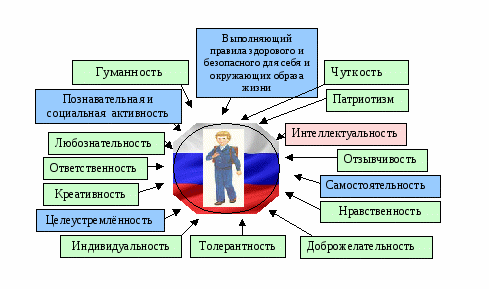 Выполняющий
правила здорового и
безопасного для себя и
окружающих образа
жизни
Гуманность
Чуткость
Познавательная и
социальная активность
Патриотизм
Интеллектуальность
Любознательность
Отзывчивость
Ответственность
Самостоятельность
Креативность
Нравственность
Целеустремлённость
Индивидуальность
Толерантность
Доброжелательность